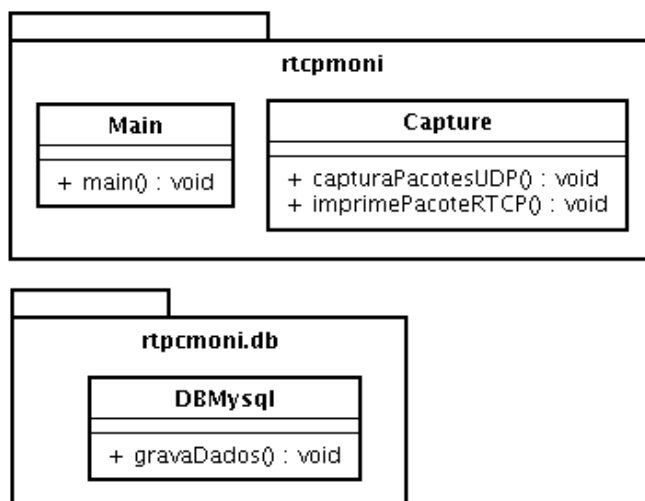 rtcpmoni
Main
+ main() : void
Capture
+ capturaPacotesUDP() : void
+ imprimePacoteRTCP() : void
rtpcmoni.db
DBMysql
+ gravaDados() : void